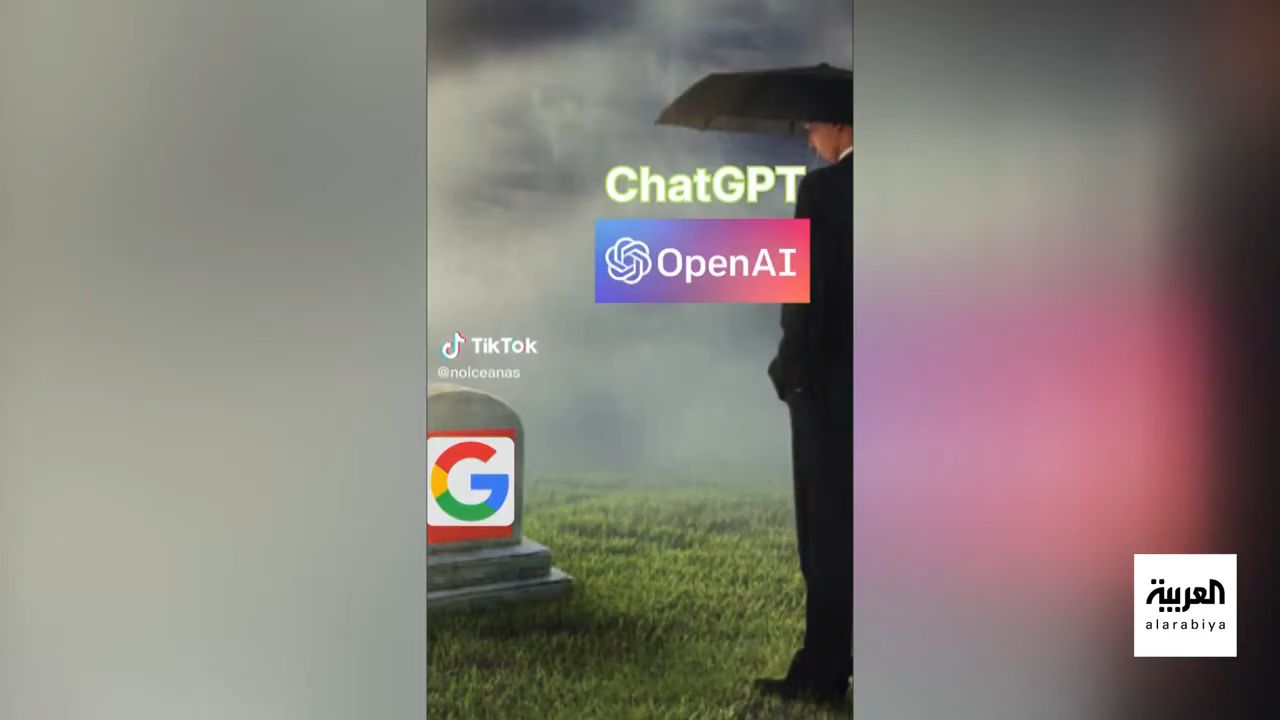 ChatGPT
OpenAI
TikTok
@noiceanas
G
العربية
alarabiya